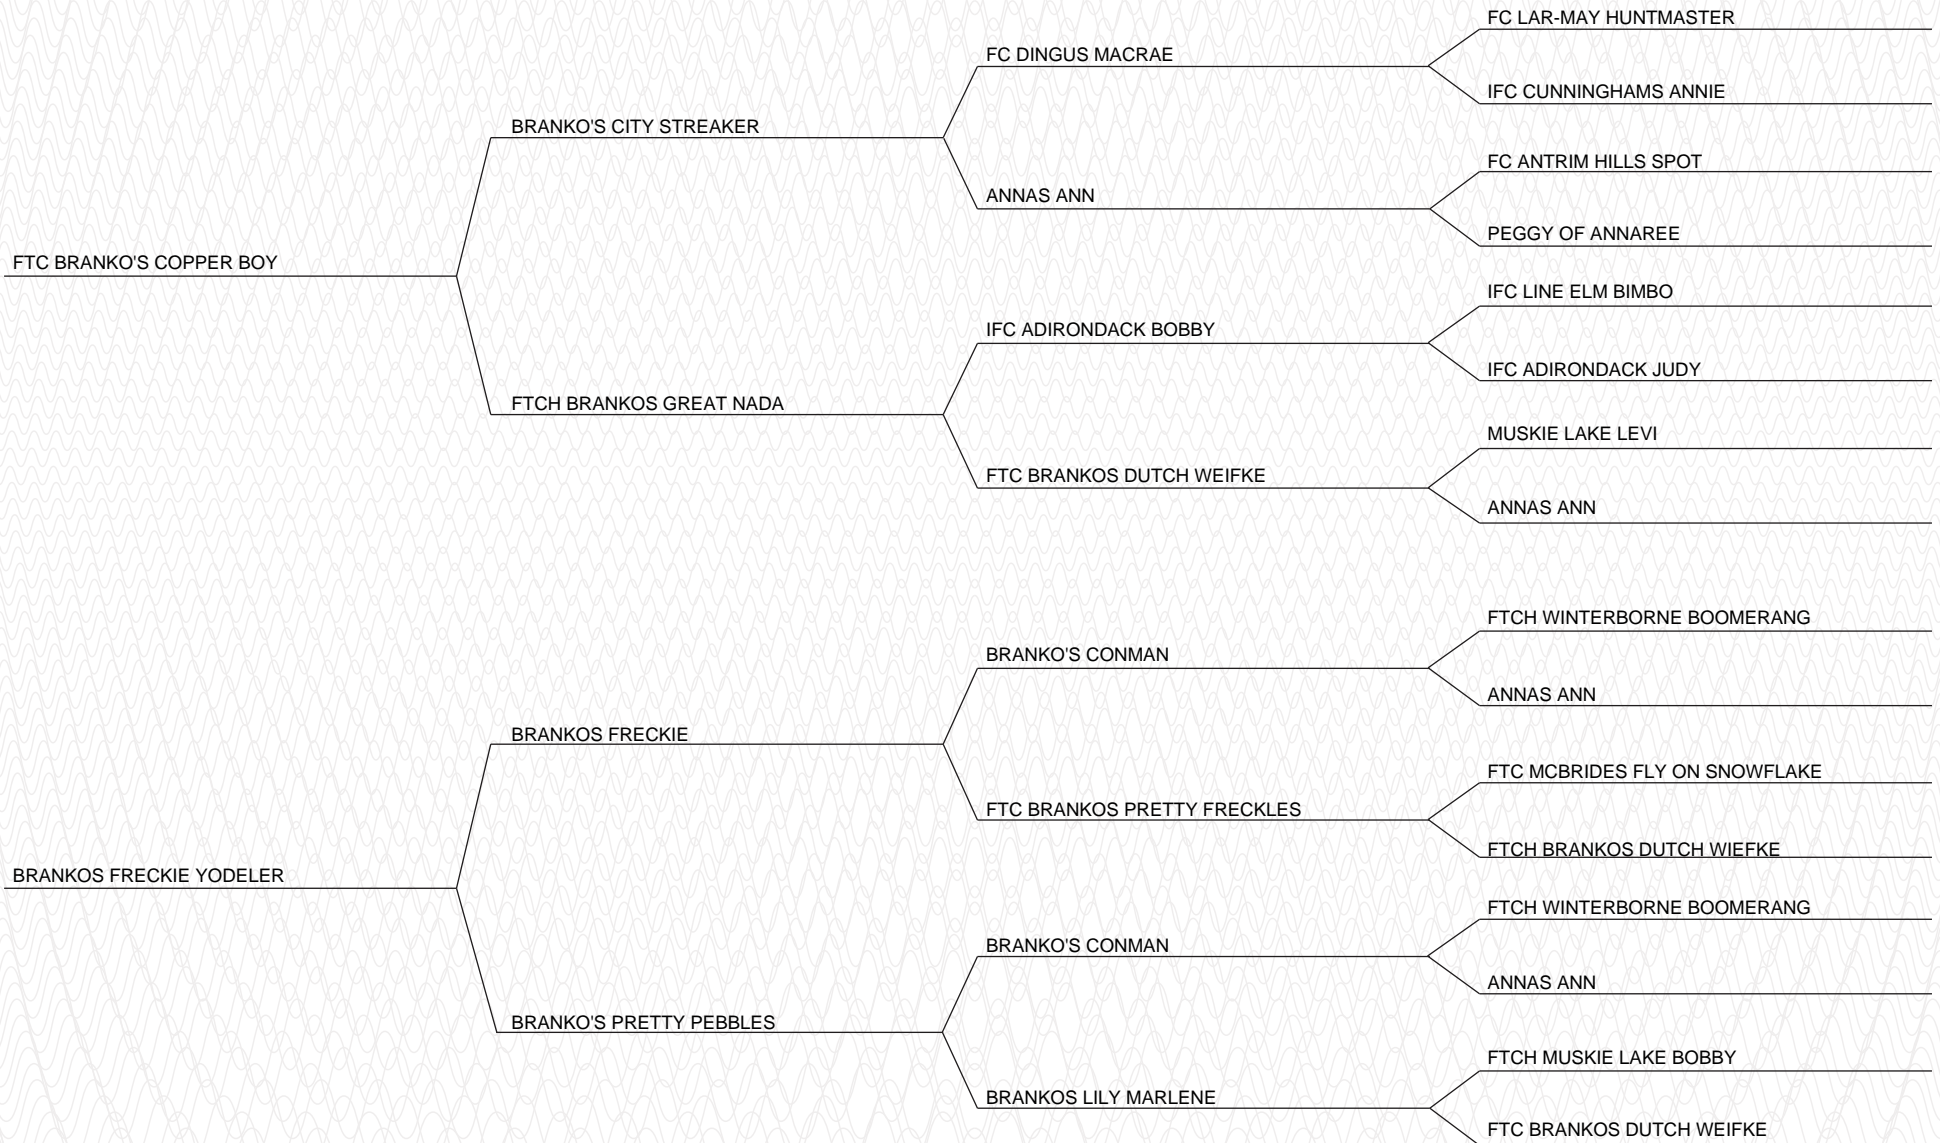 FC LAR-MAY HUNTMASTER
FC DINGUS MACRAE
IFC CUNNINGHAMS ANNIE
BRANKO'S CITY STREAKER
FC ANTRIM HILLS SPOT
ANNAS ANN
PEGGY OF ANNAREE
FTC BRANKO'S COPPER BOY
IFC LINE ELM BIMBO
IFC ADIRONDACK BOBBY
IFC ADIRONDACK JUDY
FTCH BRANKOS GREAT NADA
MUSKIE LAKE LEVI
FTC BRANKOS DUTCH WEIFKE
ANNAS ANN
FTCH WINTERBORNE BOOMERANG
BRANKO'S CONMAN
ANNAS ANN
BRANKOS FRECKIE
FTC MCBRIDES FLY ON SNOWFLAKE
FTC BRANKOS PRETTY FRECKLES
FTCH BRANKOS DUTCH WIEFKE
BRANKOS FRECKIE YODELER
FTCH WINTERBORNE BOOMERANG
BRANKO'S CONMAN
ANNAS ANN
BRANKO'S PRETTY PEBBLES
FTCH MUSKIE LAKE BOBBY
BRANKOS LILY MARLENE
FTC BRANKOS DUTCH WEIFKE